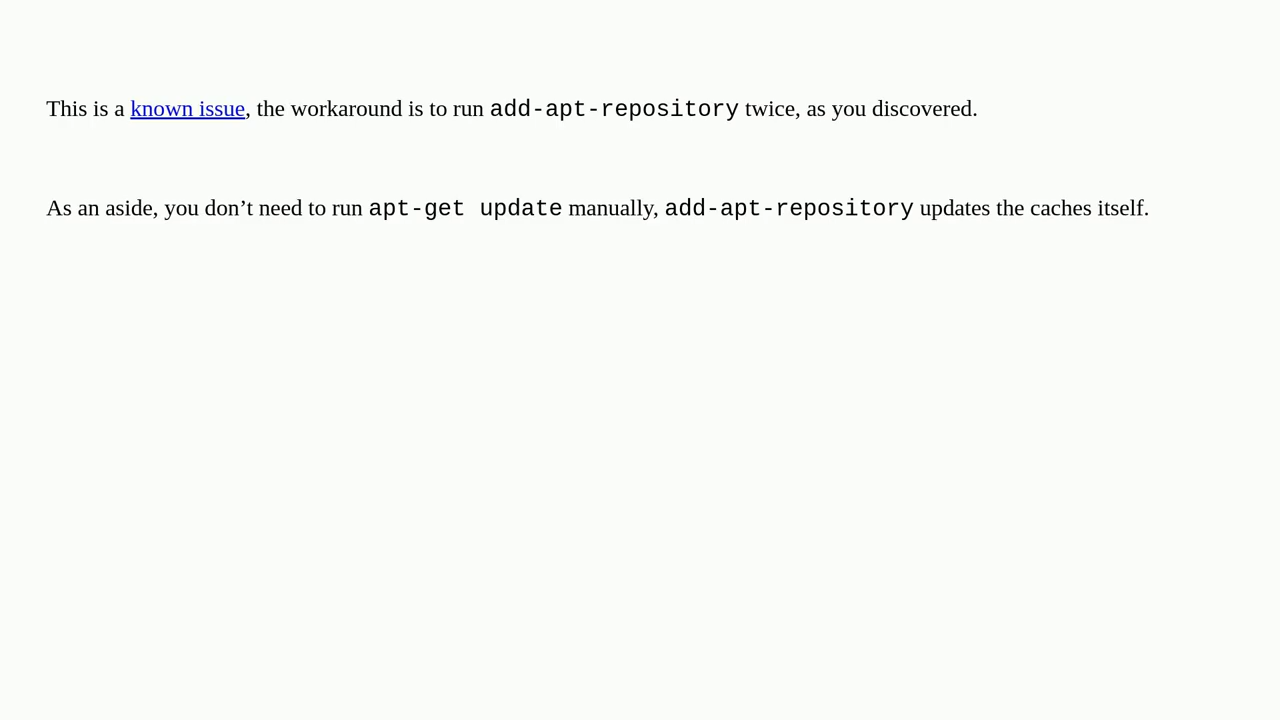 This is a known issue, the workaround is to run add-apt-repository twice, as you discovered.
As an aside, you don’t need to run apt-get update manually, add-apt-repository updates the caches itself.